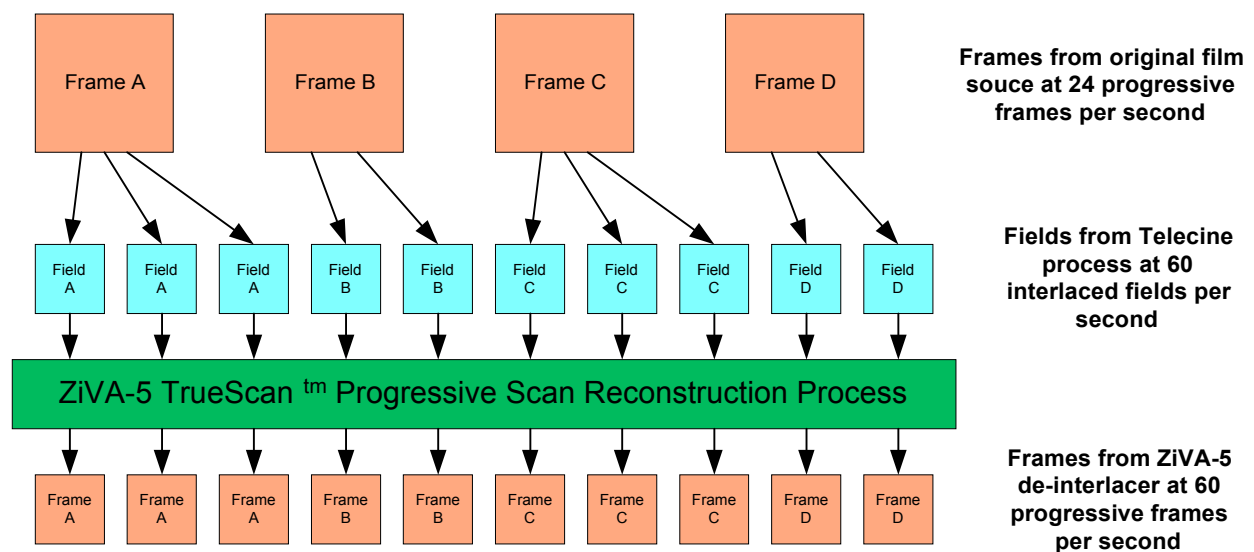 Frame A
Frame B
Frame C
Frame D
Frames from original film
souce at 24 progressive
frames per second
Field
A
Field
A
Field
A
Field
B
Field
B
Field
C
Field
C
Field
C
Field
D
Field
D
Fields from Telecine
process at 60
interlaced fields per
second
ZiVA-5 TrueScan tm Progressive Scan Reconstruction Process
Frame
A
Frame
A
Frame
A
Frame
B
Frame
B
Frame
C
Frame
C
Frame
C
Frame
D
Frame
D
Frames from ZiVA-5
de-interlacer at 60
progressive frames
per second